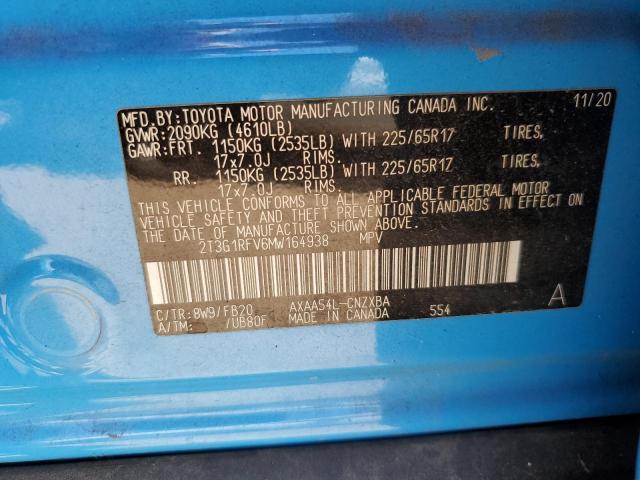 MFD.BY:TOYOTA MOTOR MANUFACTURING CANADA INC. 11/20
GVWR:2090KG (4610LB)
GAWR:FRT. 1150KG (2535LB) WITH 225/65R17 TIRES,
17x7.0J RIMS.
RR. 1150KG (2535LB) WITH 225/65R17 TIRES,
17x7.0J RIMS.
THIS VEHICLE CONFORMS TO ALL APPLICABLE FEDERAL MOTOR
VEHICLE SAFETY AND THEFT PREVENTION STANDARDS IN EFFECT ON
THE DATE OF MANUFACTURE SHOWN ABOVE.
2T3G1RFV6MW164938 MPV
C/TR:8W9/FB20 AXAA54L-CNZXBA A
A/TM: /UB80F MADE IN CANADA 554